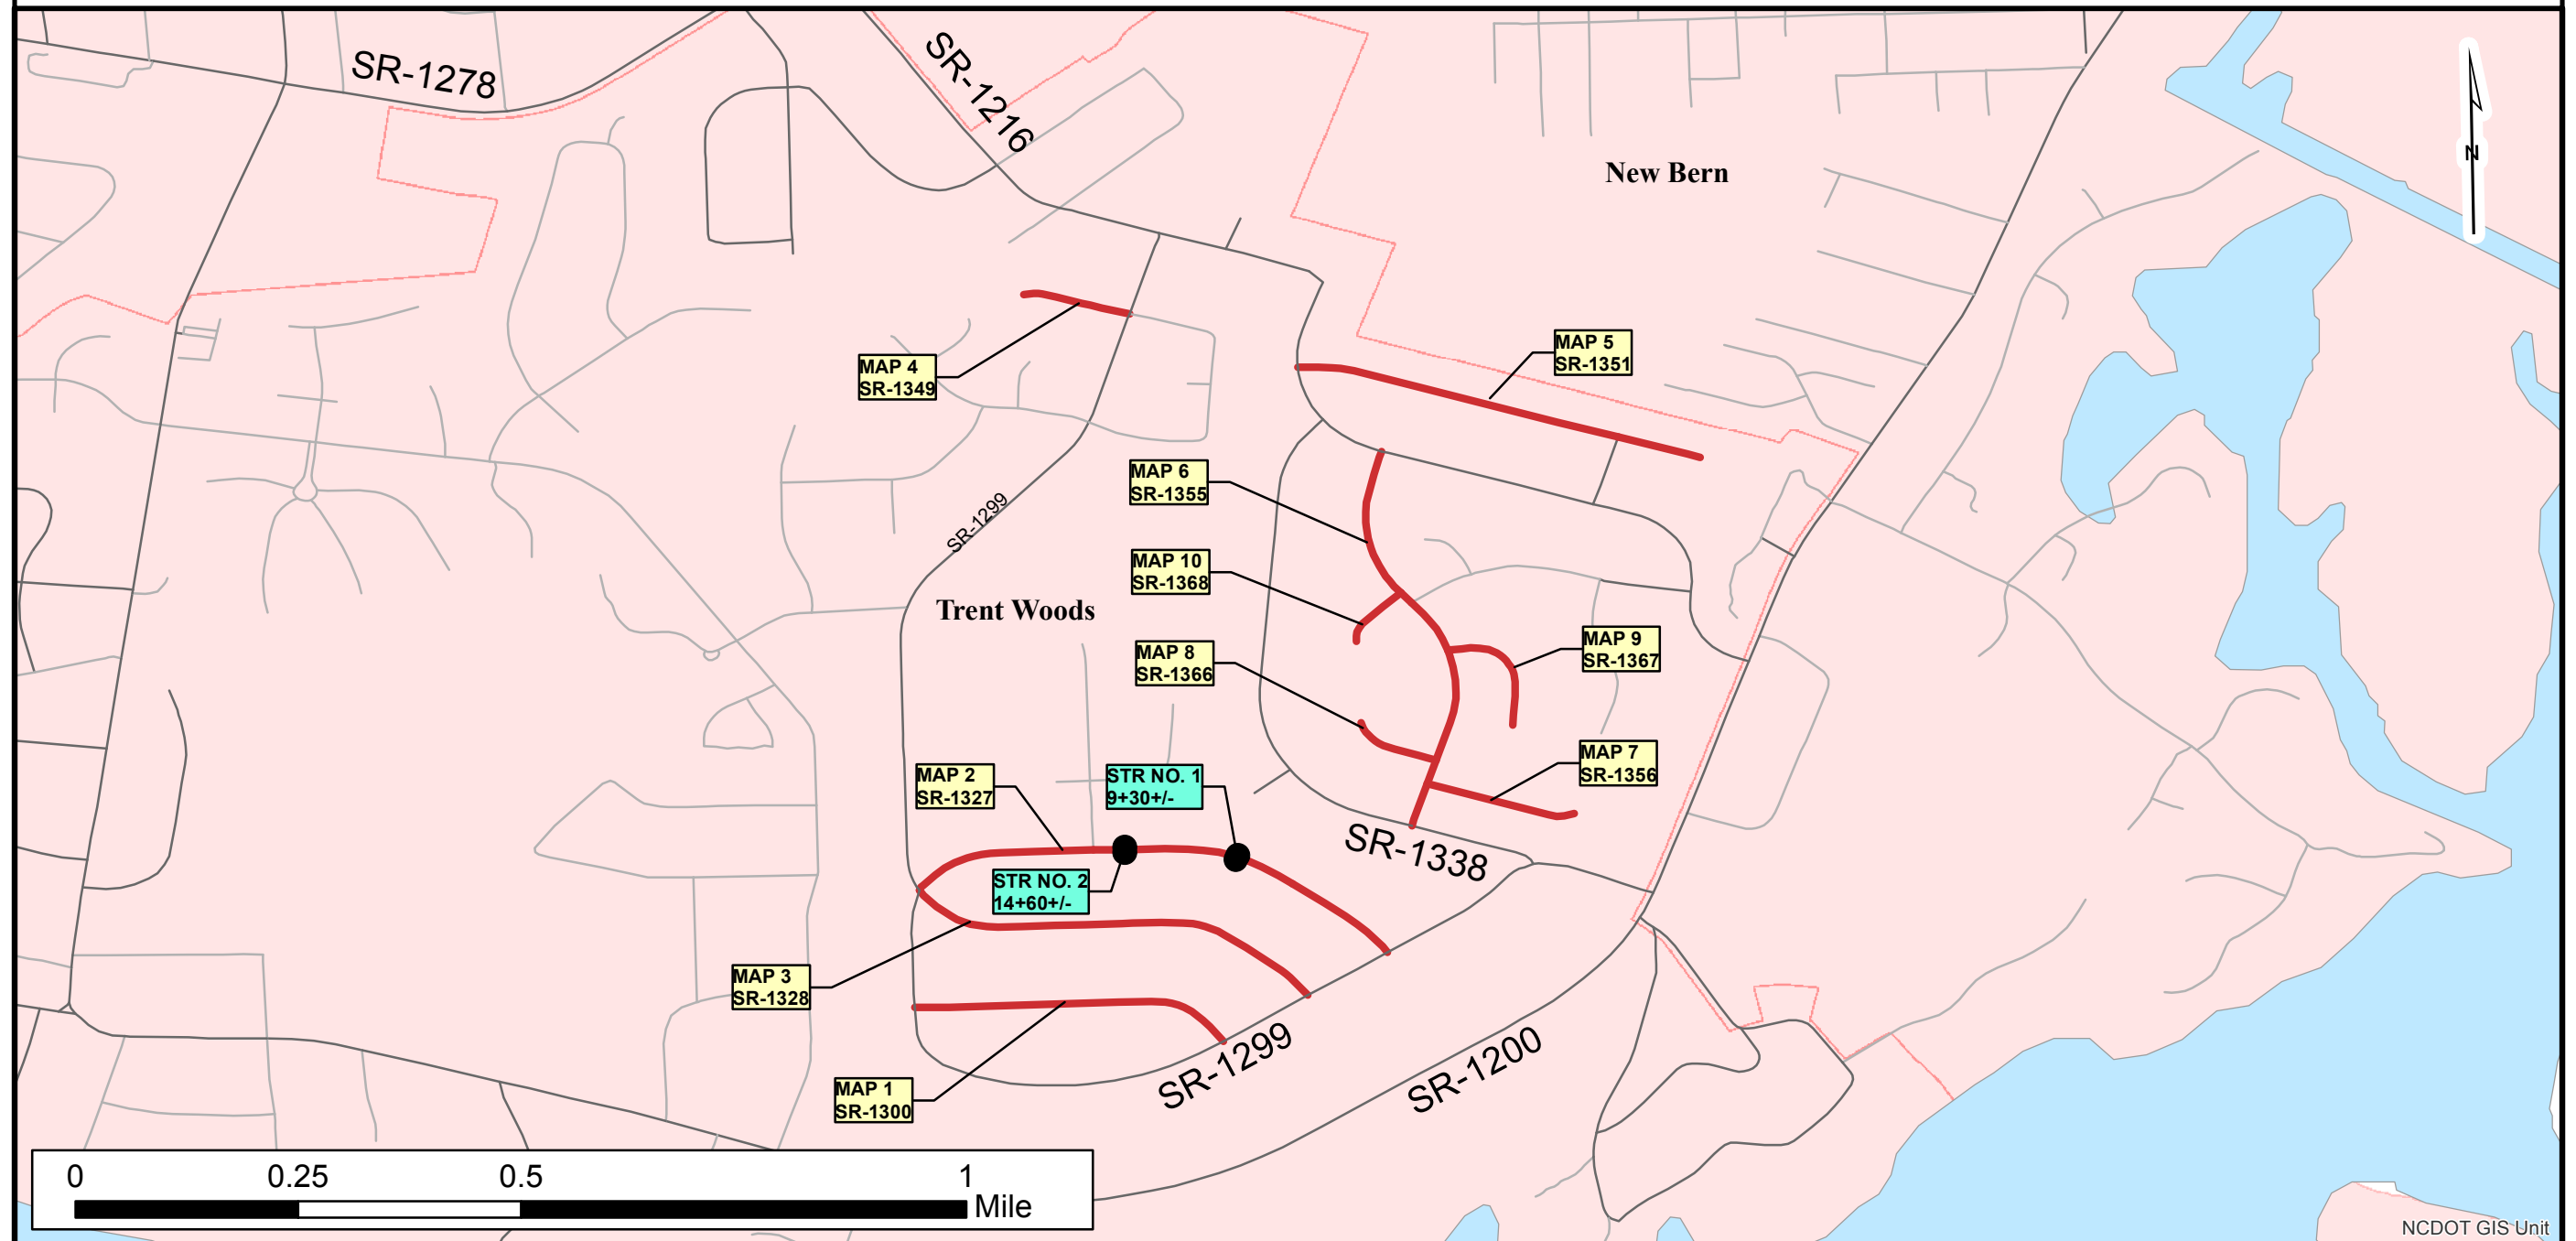 SR-1278
SR-1216
New Bern
N
MAP 5
SR-1351
MAP 4
SR-1349
MAP 6
SR-1355
SR-1299
MAP 10
SR-1368
Trent Woods
MAP 9
SR-1367
MAP 8
SR-1366
MAP 7
SR-1356
MAP 2
SR-1327
STR NO. 1
9+30+/-
SR-1338
STR NO. 2
14+60+/-
MAP 3
SR-1328
SR-1299
SR-1200
MAP 1
SR-1300
0 0.25 0.5 1
Mile
NCDOT GIS Unit